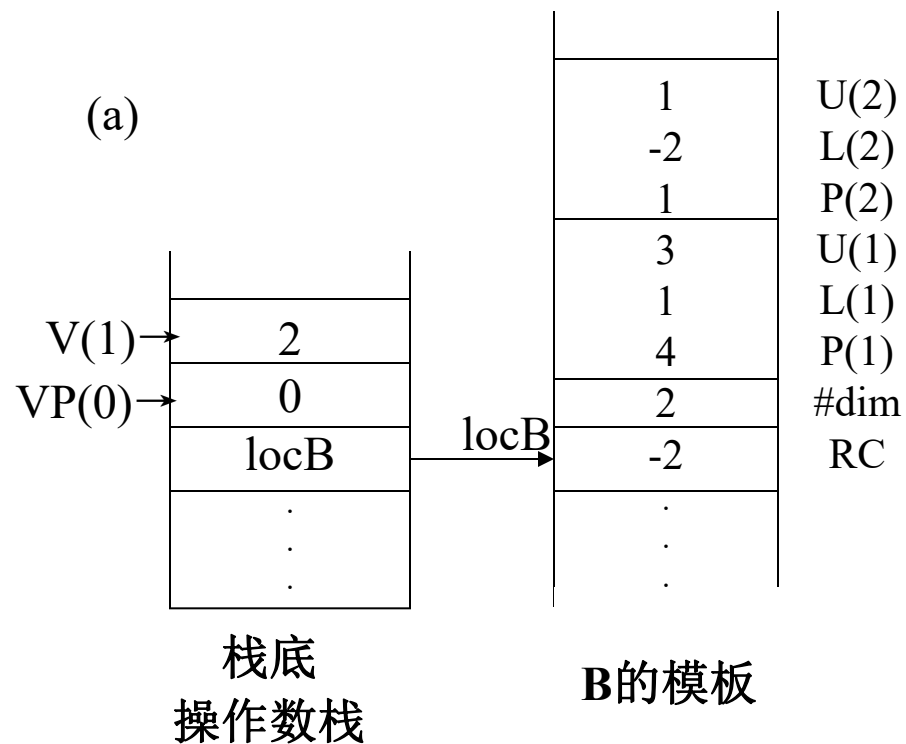 (a)
1 U(2)
-2 L(2)
1 P(2)
3 U(1)
1 L(1)
V(1) 2
4 P(1)
VP(0) 0
2 #dim
locB locB
-2 RC
栈底
操作数栈
B的模板